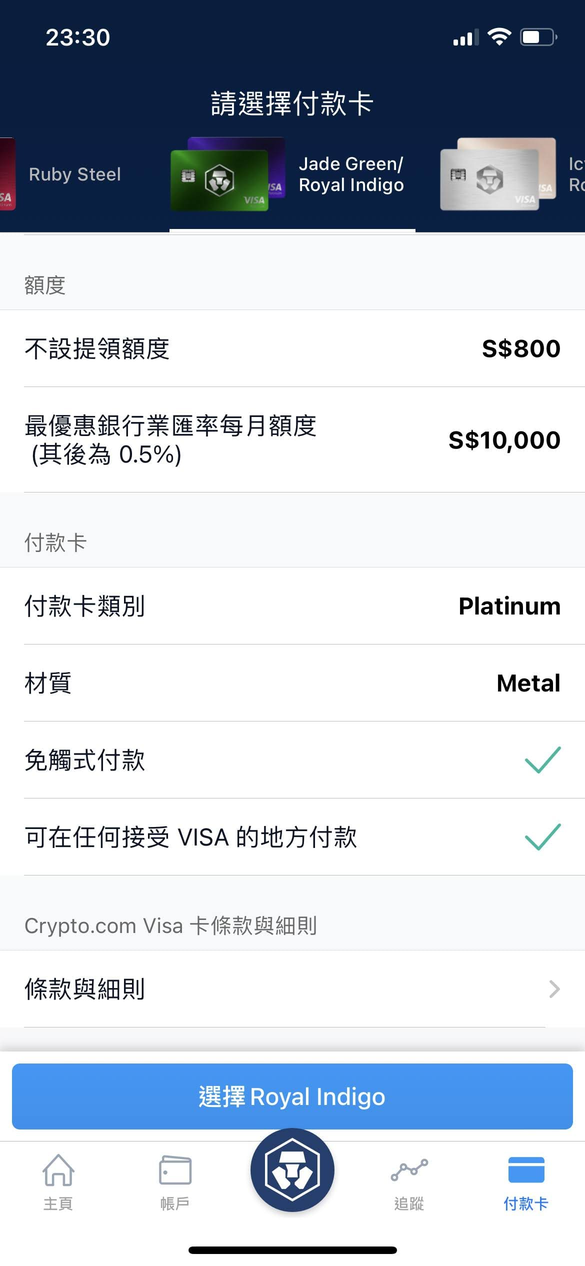 23:30
請選擇付款卡
SA
Ruby Steel
ISA
VISA
Jade Green/
Royal Indigo
SA
VISA
Ic
Ro
額度
不設提領額度
S$800
最優惠銀行業匯率每月額度
(其後為 0.5%)
S$10,000
付款卡
付款卡類別
Platinum
材質
Metal
免觸式付款
可在任何接受 VISA 的地方付款
Crypto.com Visa 卡條款與細則
條款與細則
選擇 Royal Indigo
主頁
帳戶
追蹤
付款卡